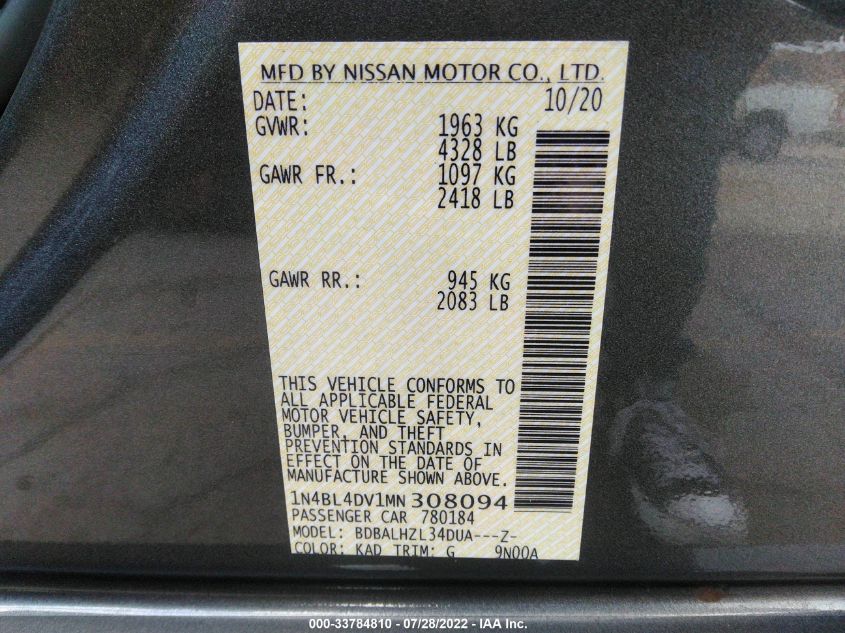 MFD BY NISSAN MOTOR CO., LTD.
DATE: 10/20
GVWR: 1963 KG
4328 LB
GAWR FR.: 1097 KG
2418 LB
GAWR RR.: 945 KG
2083 LB
THIS VEHICLE CONFORMS TO
ALL APPLICABLE FEDERAL
MOTOR VEHICLE SAFETY,
BUMPER, AND THEFT
PREVENTION STANDARDS IN
EFFECT ON THE DATE OF
MANUFACTURE SHOWN ABOVE.
1N4BL4DV1MN 308094
PASSENGER CAR 780184
MODEL: BDBALHZL34DUA---Z-
COLOR: KAD TRIM: G 9N00A
000-33784810 - 07/28/2022 - IAA Inc.